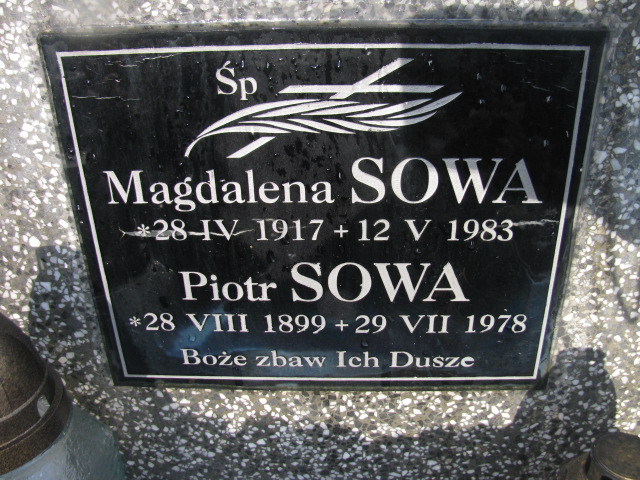 Śp
Magdalena SOWA
*28 IV 1917 + 12 V 1983
Piotr SOWA
*28 VIII 1899 + 29 VII 1978
Boże zbaw Ich Dusze